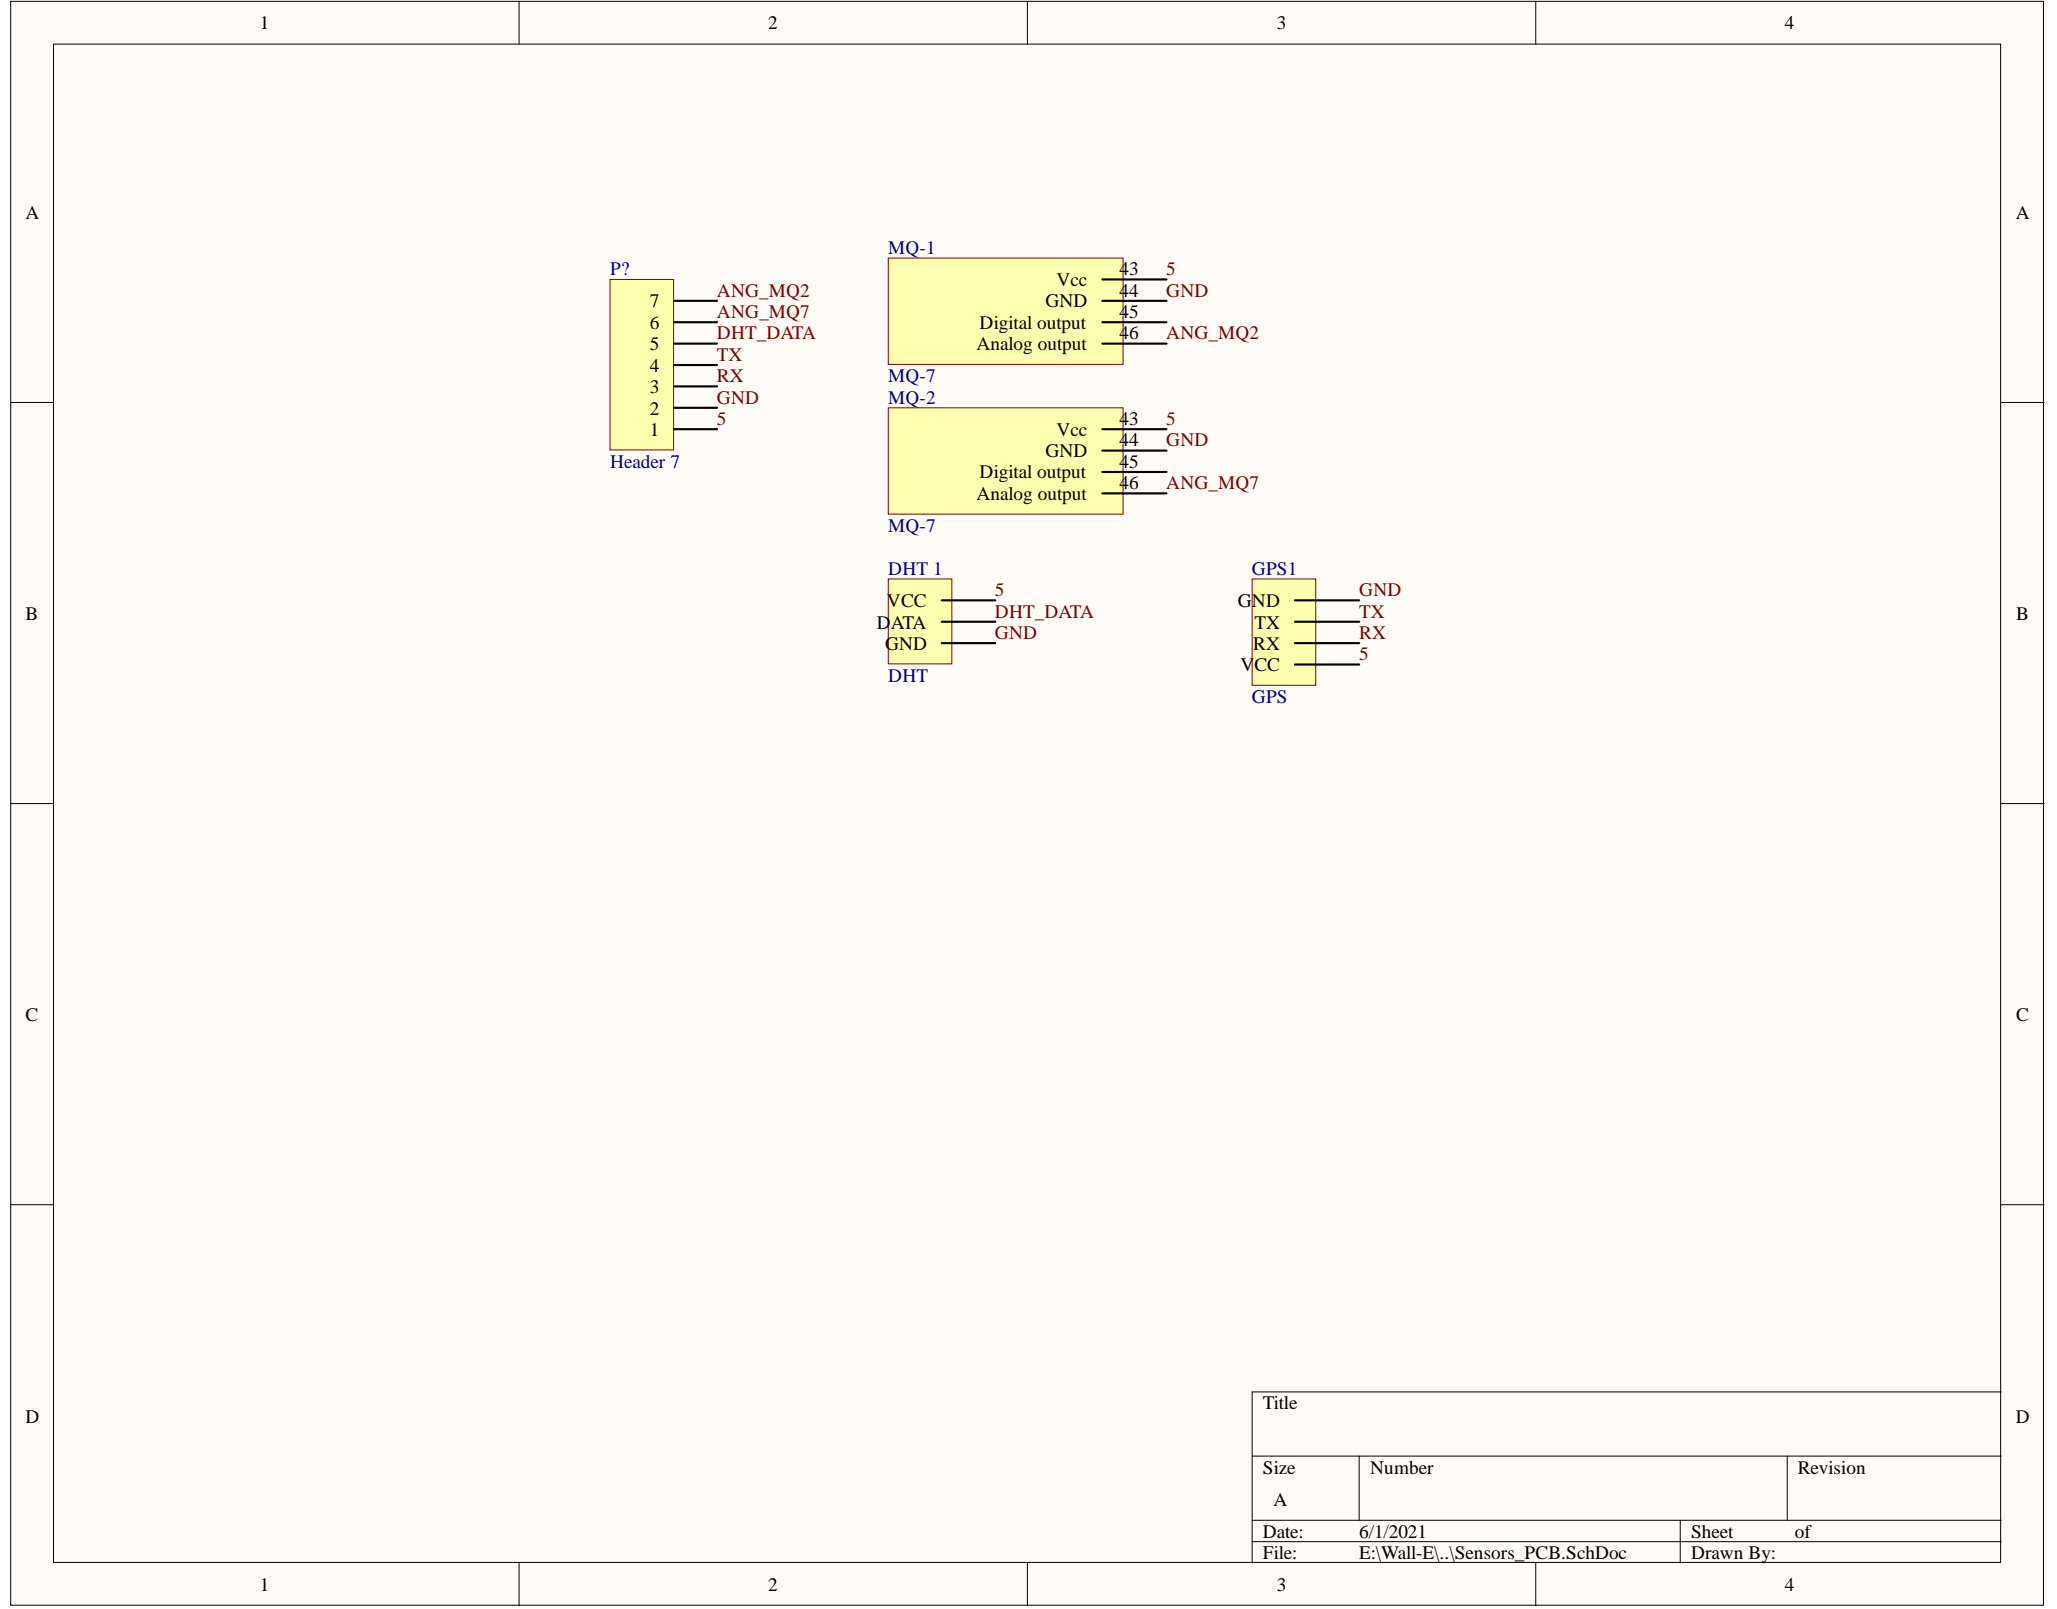 1 2 3 4
A A
P?
7 ANG_MQ2
6 ANG_MQ7
5 DHT_DATA
4 TX
3 RX
2 GND
1 5
Header 7
MQ-1
Vcc 43 5
GND 44 GND
Digital output 45
Analog output 46 ANG_MQ2
MQ-7
MQ-2
Vcc 43 5
GND 44 GND
Digital output 45
Analog output 46 ANG_MQ7
MQ-7
B B
DHT 1
VCC 5
DATA DHT_DATA
GND GND
DHT
GPS1
GND GND
TX TX
RX RX
VCC 5
GPS
C C
D D
Title
Size Number Revision
A
Date: 6/1/2021 Sheet of
File: E:\Wall-E\..\Sensors_PCB.SchDoc Drawn By:
1 2 3 4